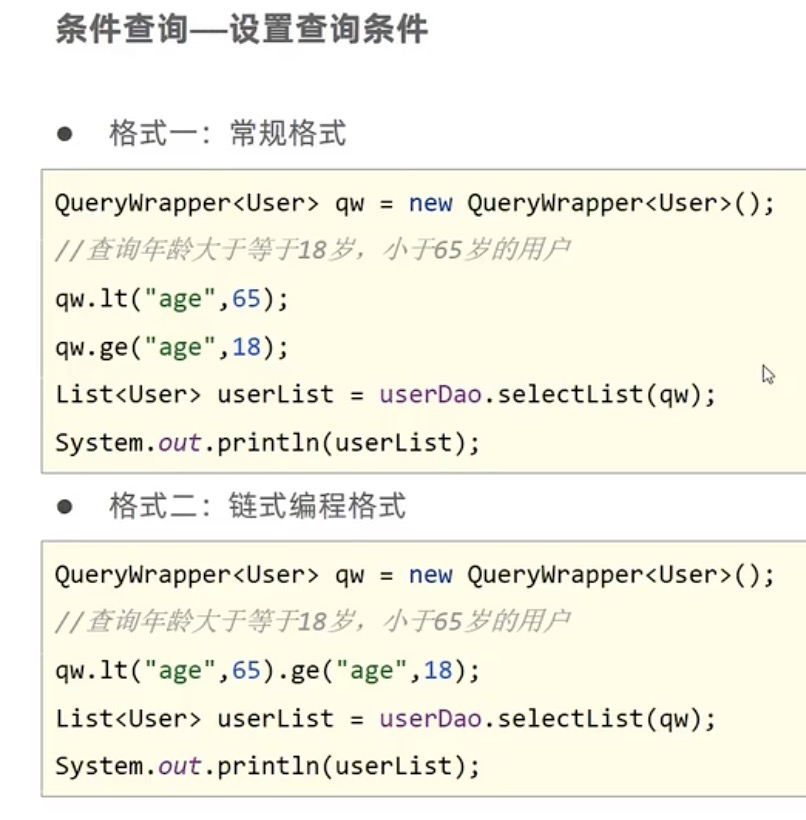 条件查询——设置查询条件
● 格式一：常规格式
QueryWrapper<User> qw = new QueryWrapper<User>();
//查询年龄大于等于18岁，小于65岁的用户
qw.lt("age",65);
qw.ge("age",18);
List<User> userList = userDao.selectList(qw);
System.out.println(userList);
● 格式二：链式编程格式
QueryWrapper<User> qw = new QueryWrapper<User>();
//查询年龄大于等于18岁，小于65岁的用户
qw.lt("age",65).ge("age",18);
List<User> userList = userDao.selectList(qw);
System.out.println(userList);